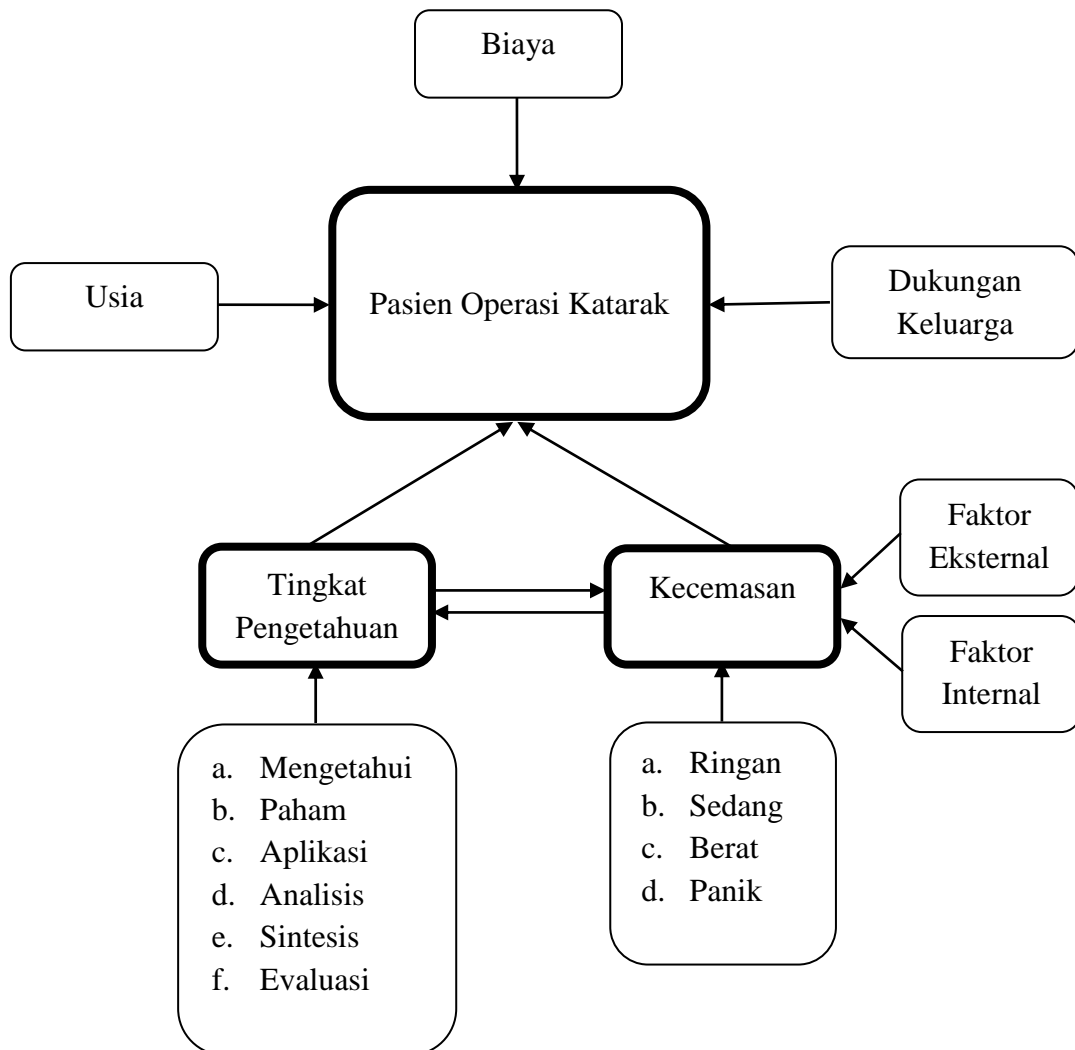 Biaya
Usia
Pasien Operasi Katarak
Dukungan
Keluarga
Tingkat
Pengetahuan
Kecemasan
Faktor
Eksternal
Faktor
Internal
a. Mengetahui
b. Paham
c. Aplikasi
d. Analisis
e. Sintesis
f. Evaluasi
a. Ringan
b. Sedang
c. Berat
d. Panik